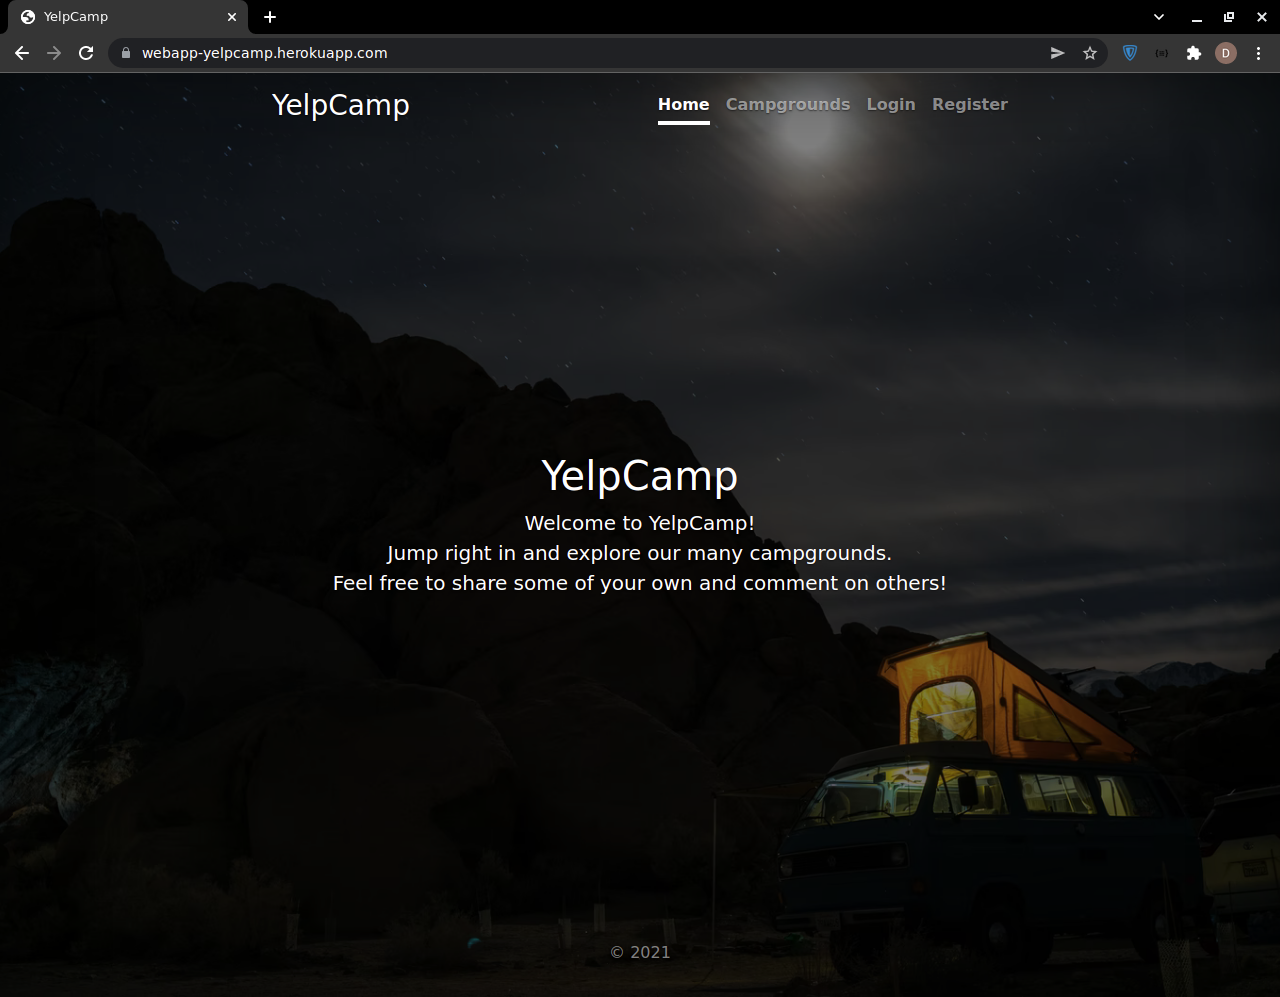 YelpCamp
webapp-yelpcamp.herokuapp.com
D
YelpCamp
Home Campgrounds Login Register
YelpCamp
Welcome to YelpCamp!
Jump right in and explore our many campgrounds.
Feel free to share some of your own and comment on others!
© 2021